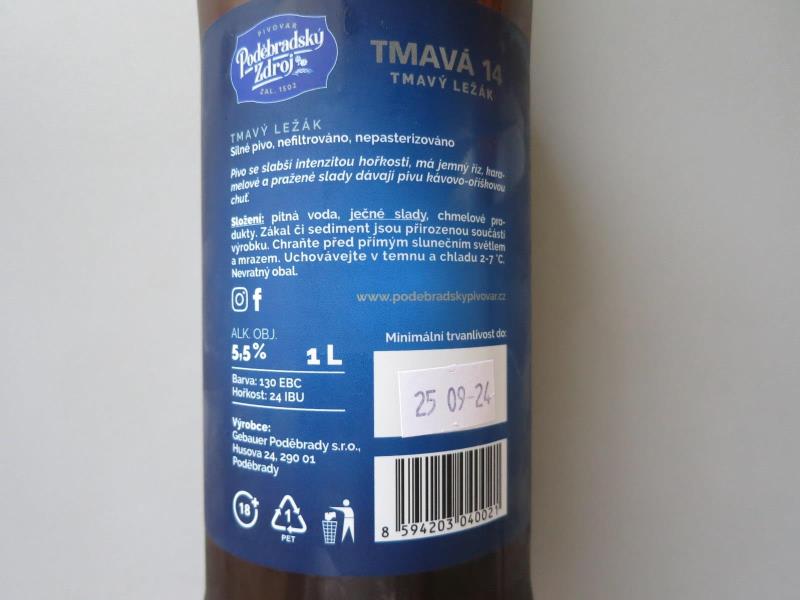 PIVOVAR
Poděbradský
Zdroj
ZAL. 1502
TMAVÁ 14
TMAVÝ LEŽÁK
TMAVÝ LEŽÁK
Silné pivo, nefiltrováno, nepasterizováno
Pivo se slabší intenzitou hořkosti, má jemný říz, kara-
melové a pražené slady dávají pivu kávovo-oříškovou
chuť.
Složení: pitná voda, ječné slady, chmelové pro-
dukty. Zákal či sediment jsou přirozenou součástí
výrobku. Chraňte před přímým slunečním světlem
a mrazem. Uchovávejte v temnu a chladu 2-7 °C.
Nevratný obal.
www.podebradskypivovar.cz
ALK. OBJ.
5,5 %
1 L
Barva: 130 EBC
Hořkost: 24 IBU
Minimální trvanlivost do:
25 09-24
Výrobce:
Gebauer Poděbrady s.r.o.,
Husova 24, 290 01
Poděbrady
18+
1
PET
8 594203 040021